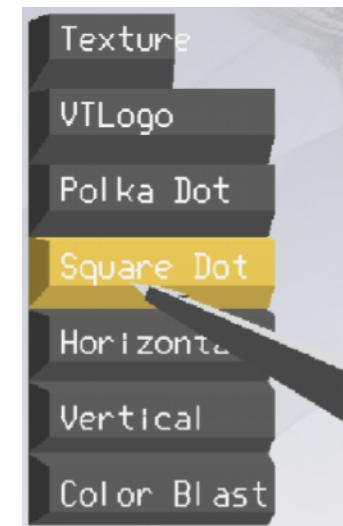 Texture
VTLogo
Polka Dot
Square Dot
Horizonta
Vertical
Color Blast